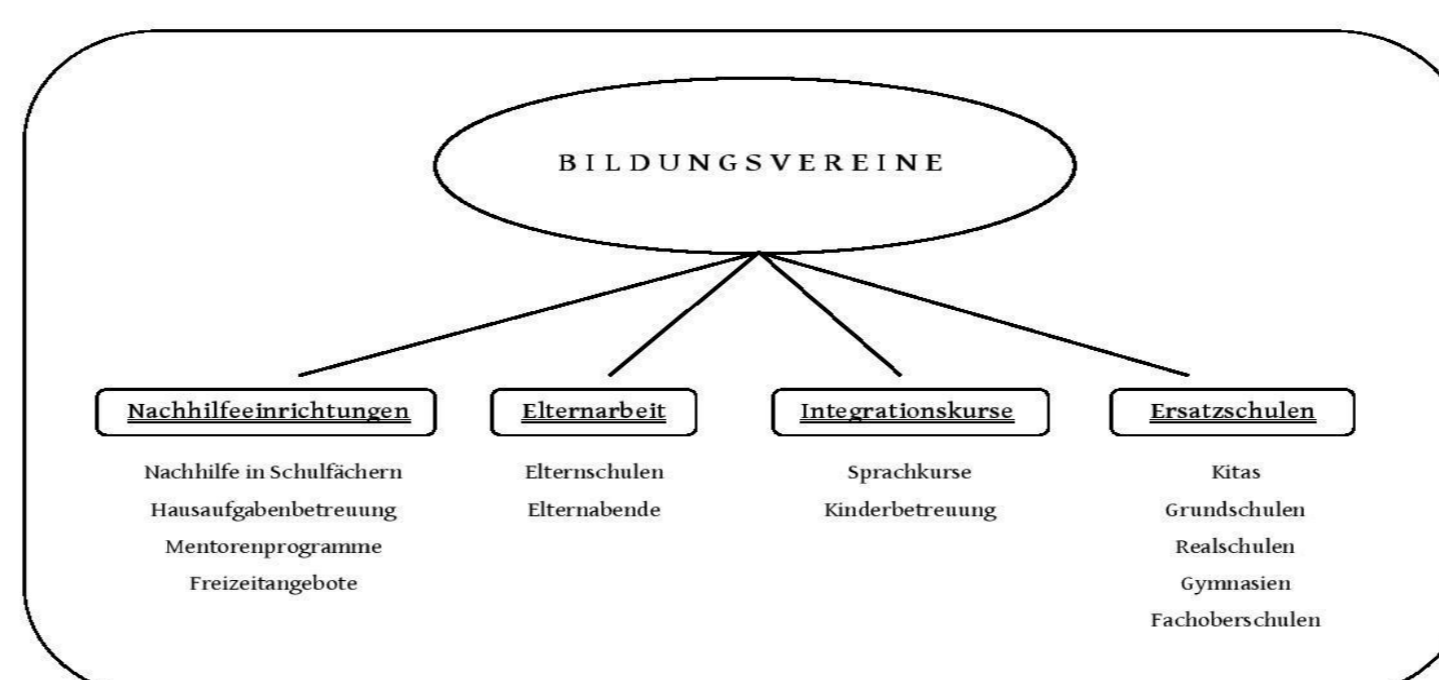 BILDUNGSVEREINE
Nachhilfeeinrichtungen
Nachhilfe in Schulfächern
Hausaufgabenbetreuung
Mentorenprogramme
Freizeitangebote
Elternarbeit
Elternschulen
Elternabende
Integrationskurse
Sprachkurse
Kinderbetreuung
Ersatzschulen
Kitas
Grundschulen
Realschulen
Gymnasien
Fachoberschulen